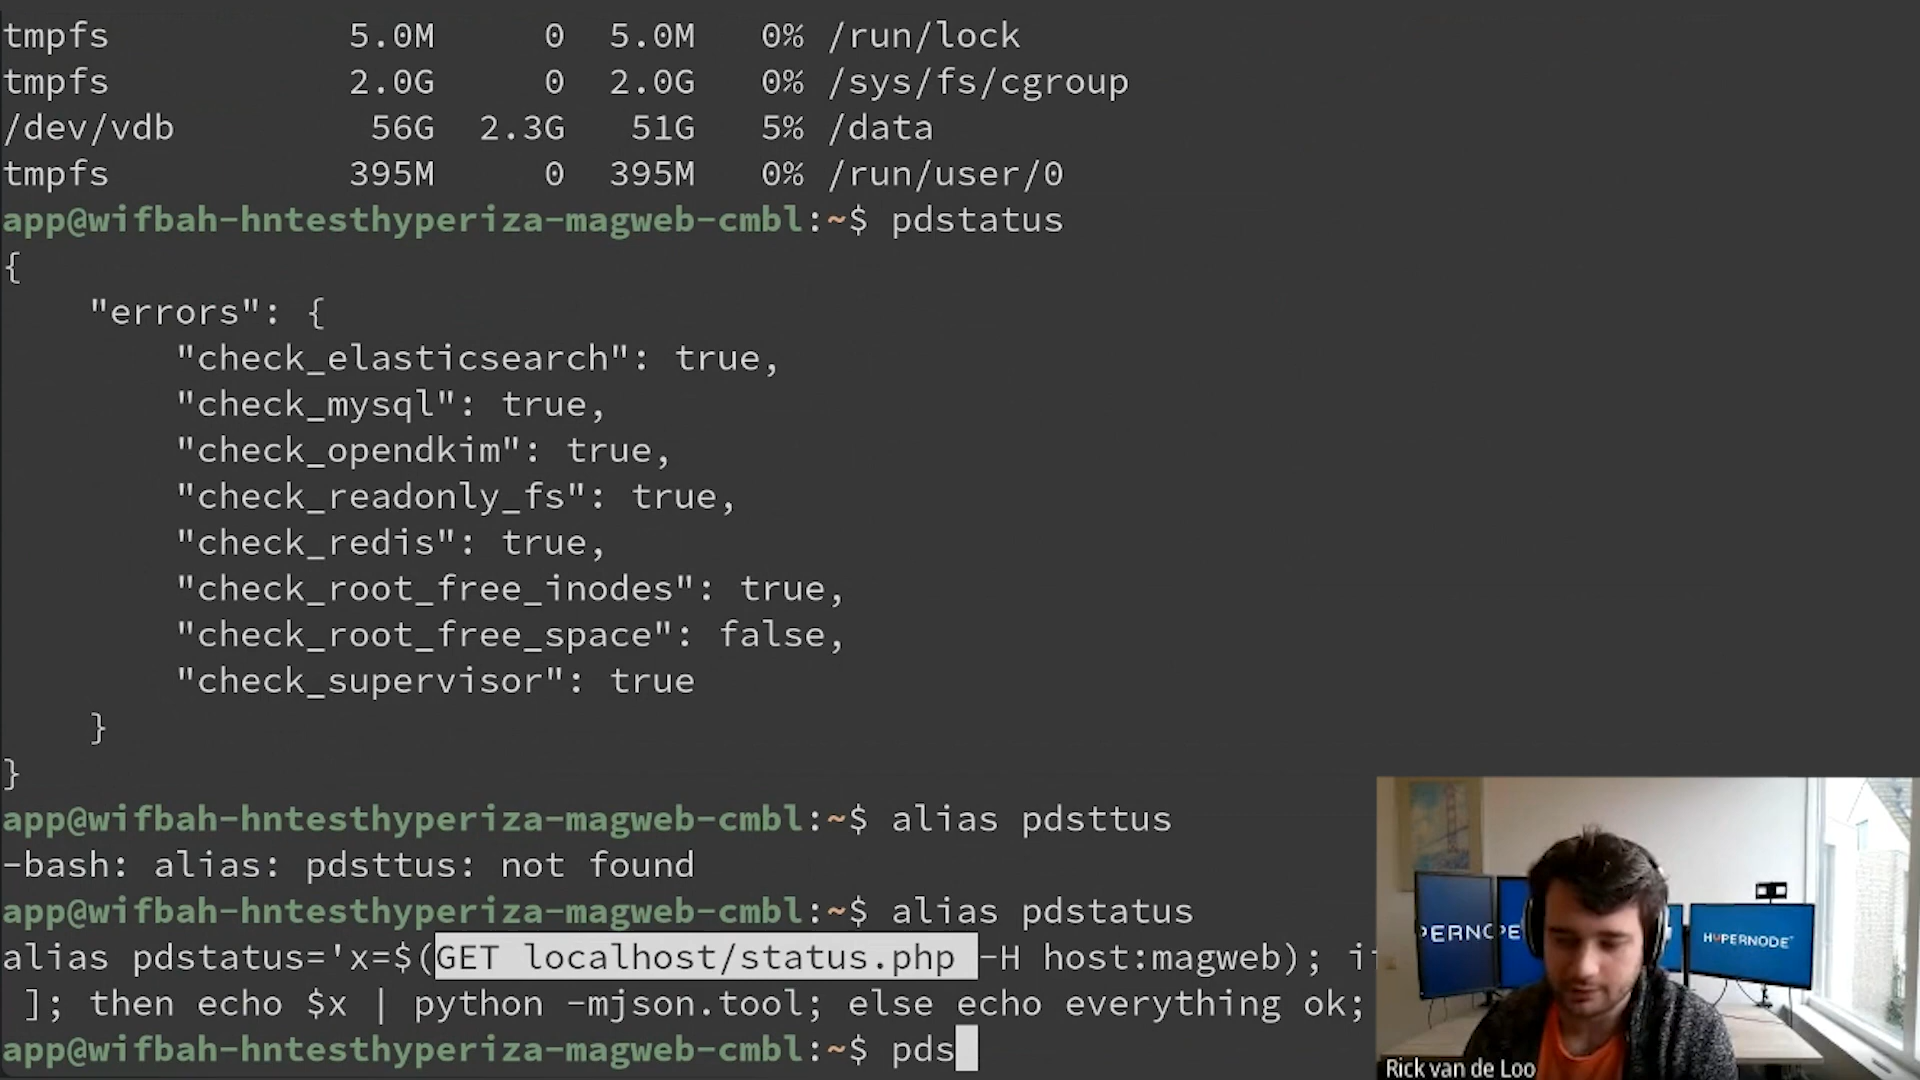 tmpfs 5.0M 0 5.0M 0% /run/lock
tmpfs 2.0G 0 2.0G 0% /sys/fs/cgroup
/dev/vdb 56G 2.3G 51G 5% /data
tmpfs 395M 0 395M 0% /run/user/0
app@wifbah-hntesthyperiza-magweb-cmbl:~$ pdstatus
{
    "errors": {
        "check_elasticsearch": true,
        "check_mysql": true,
        "check_opendkim": true,
        "check_readonly_fs": true,
        "check_redis": true,
        "check_root_free_inodes": true,
        "check_root_free_space": false,
        "check_supervisor": true
    }
}
app@wifbah-hntesthyperiza-magweb-cmbl:~$ alias pdsttus
-bash: alias: pdsttus: not found
app@wifbah-hntesthyperiza-magweb-cmbl:~$ alias pdstatus
alias pdstatus='x=$(GET localhost/status.php -H host:magweb);
 ]; then echo $x | python -mjson.tool; else echo everything ok;
app@wifbah-hntesthyperiza-magweb-cmbl:~$ pds
HYPERNODE
Rick van de Loo